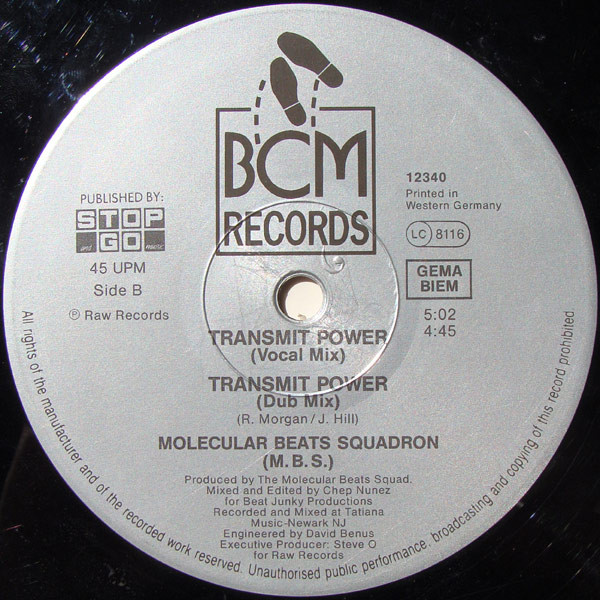 BCM
RECORDS
PUBLISHED BY:
STOP
and GO music
45 UPM
Side B
℗ Raw Records
12340
Printed in
Western Germany
LC 8116
GEMA
BIEM
5:02
4:45
TRANSMIT POWER
(Vocal Mix)
TRANSMIT POWER
(Dub Mix)
(R. Morgan/J. Hill)
MOLECULAR BEATS SQUADRON
(M.B.S.)
Produced by The Molecular Beats Squad.
Mixed and Edited by Chep Nunez
for Beat Junky Productions
Recorded and Mixed at Tatiana
Music-Newark NJ
Engineered by David Benus
Executive Producer: Steve O
for Raw Records
All rights of the manufacturer and of the recorded work reserved. Unauthorised public performance, broadcasting and copying of this record prohibited